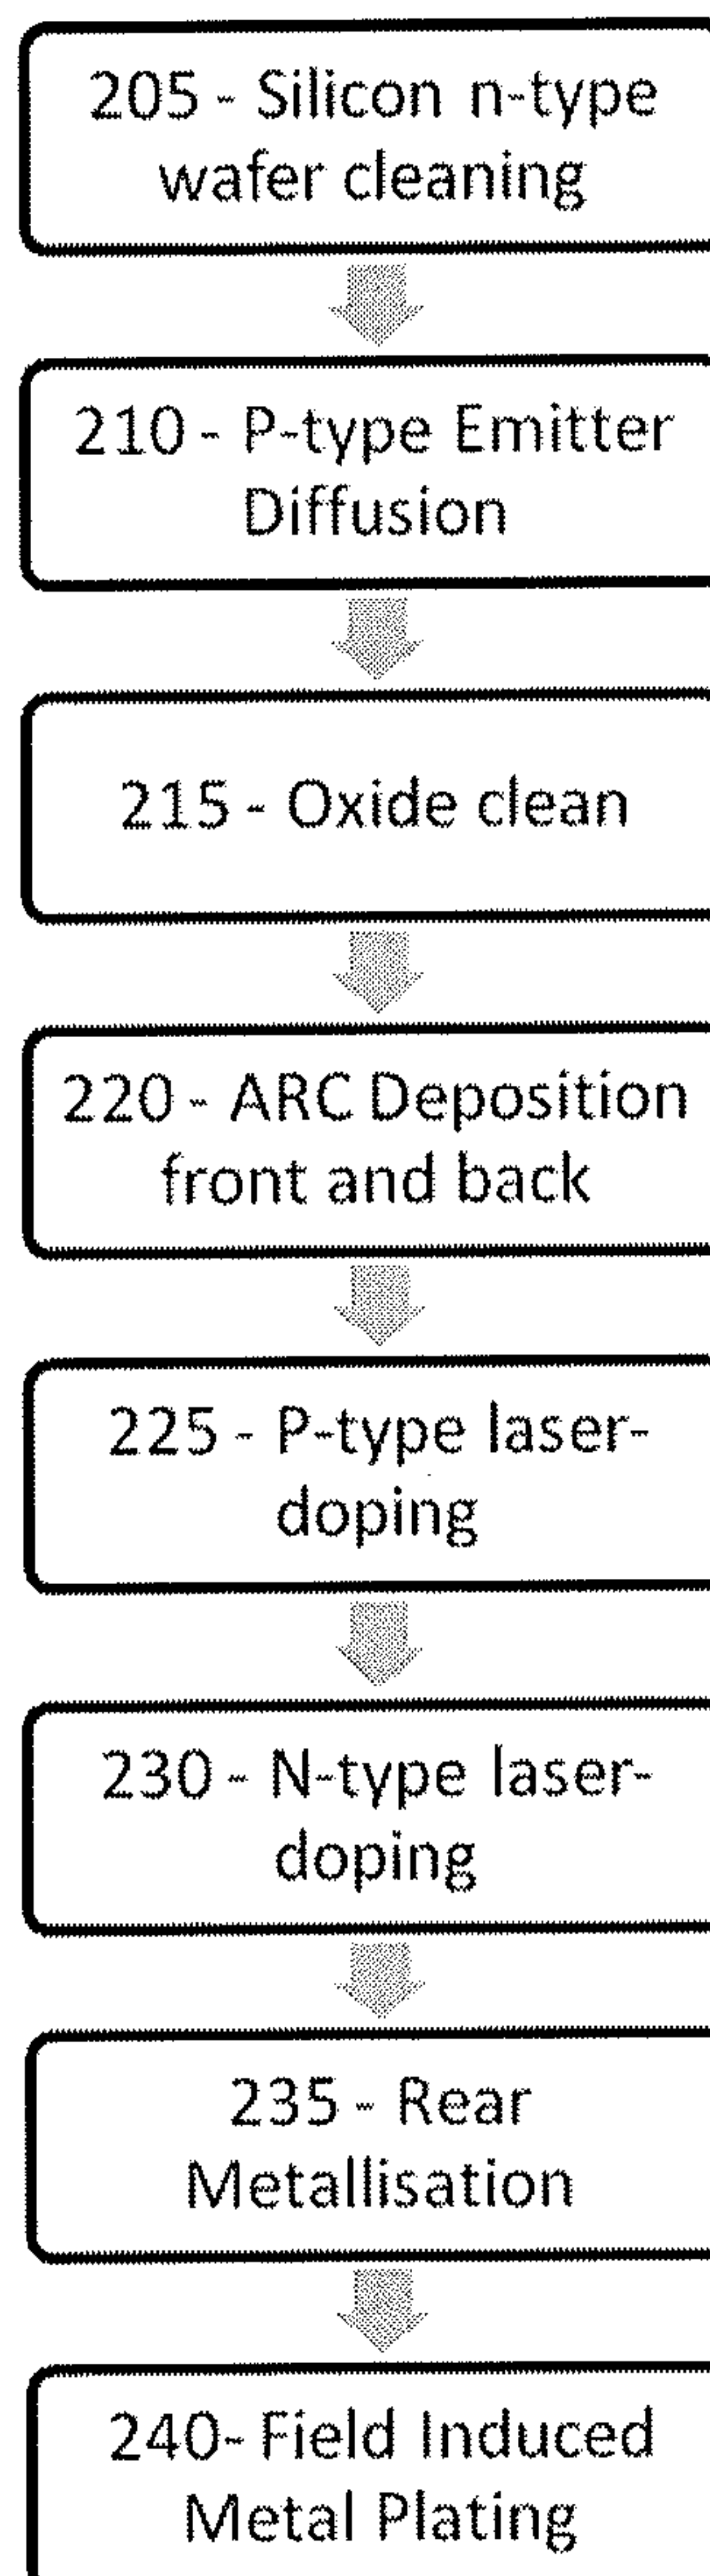 205 - Silicon n-type
wafer cleaning
210 - P-type Emitter
Diffusion
215 - Oxide clean
220 - ARC Deposition
front and back
225 - P-type laser-
doping
230 - N-type laser-
doping
235 - Rear
Metallisation
240- Field Induced
Metal Plating